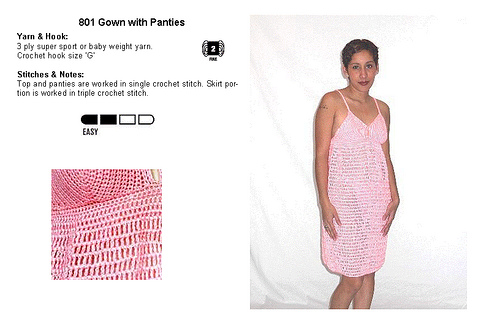 801 Gown with Panties
Yarn & Hook:
3 ply super sport or baby weight yarn.
Crochet hook size 'G'
2
FINE
Stitches & Notes:
Top and panties are worked in single crochet stitch. Skirt por-
tion is worked in triple crochet stitch.
EASY